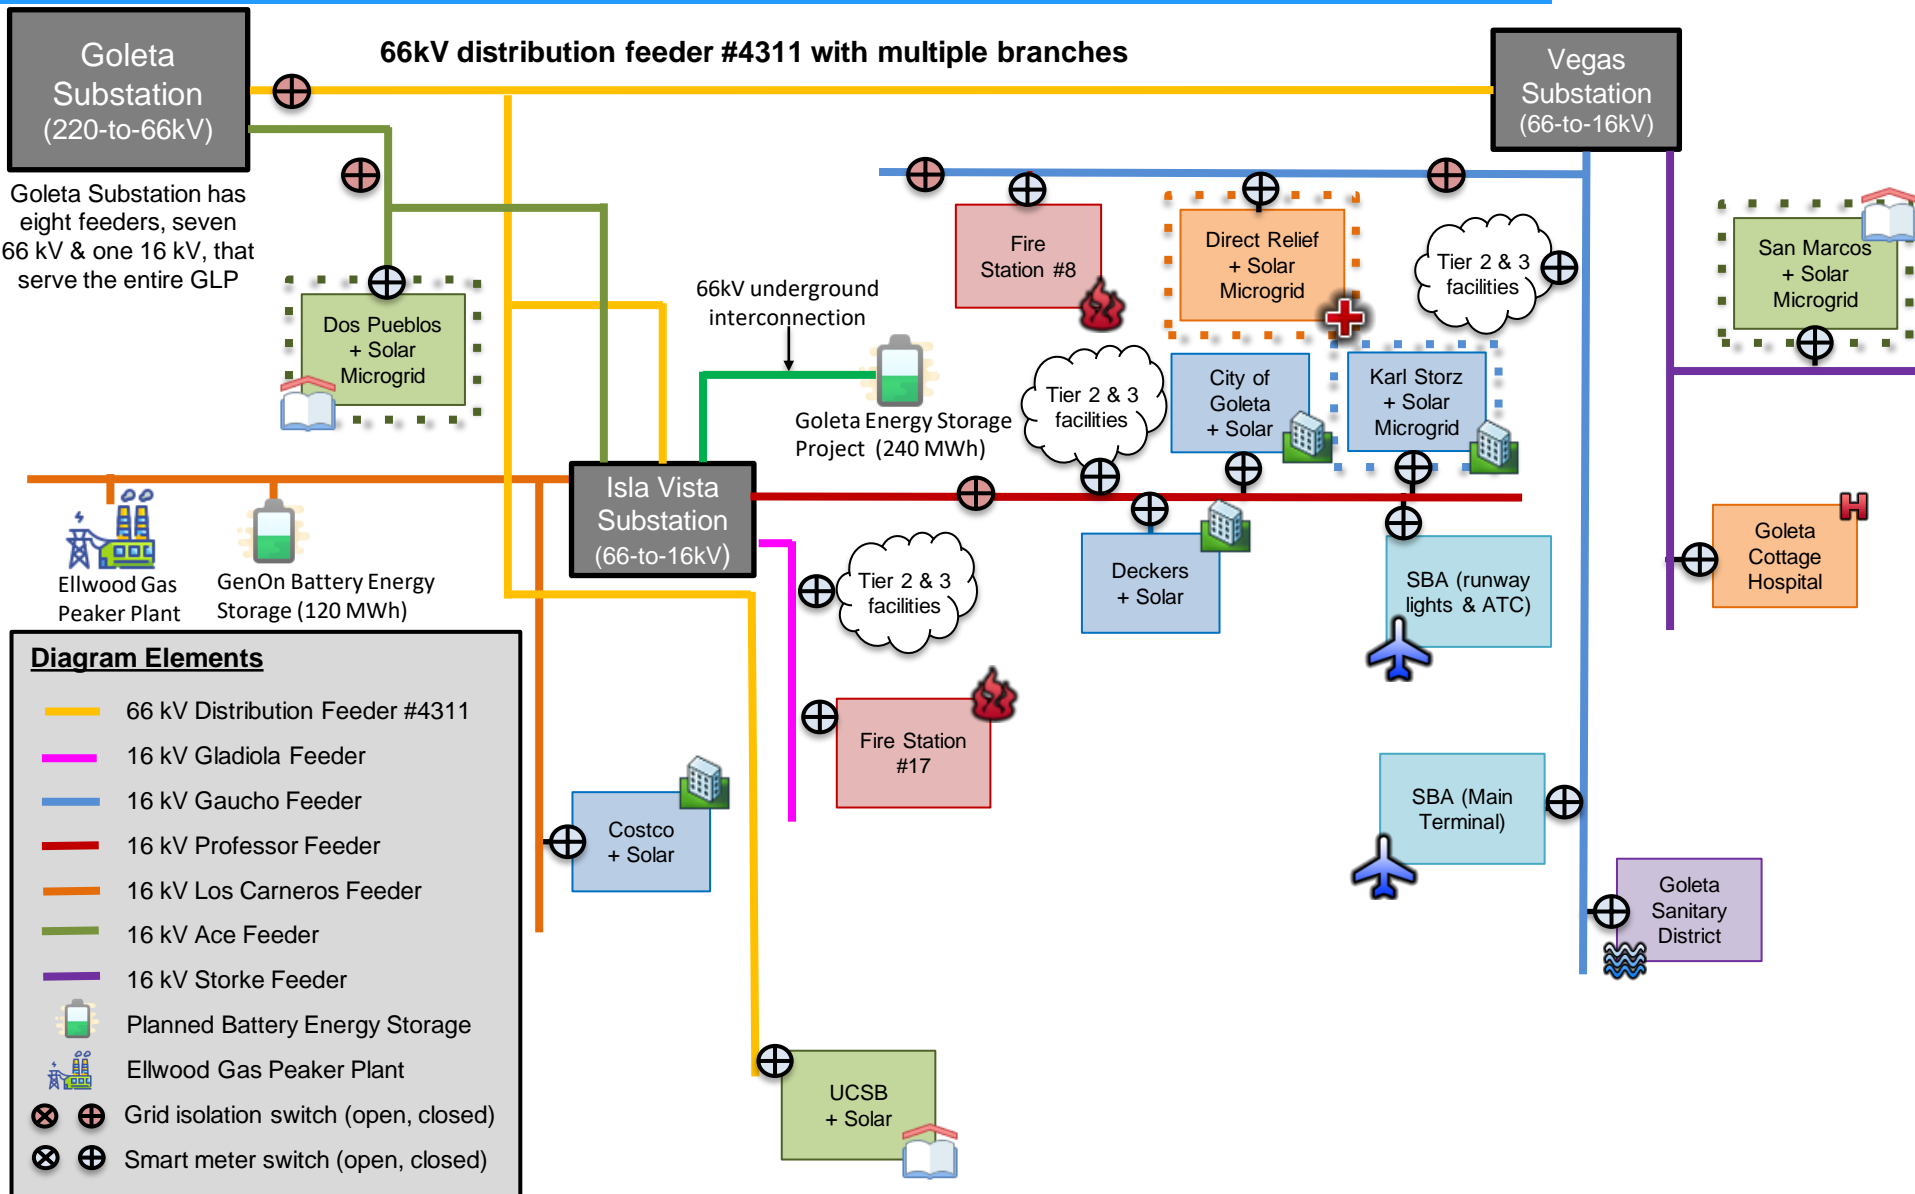 66kV distribution feeder #4311 with multiple branches
Goleta
Substation
(220-to-66kV)
Vegas
Substation
(66-to-16kV)
Goleta Substation has
eight feeders, seven
66 kV & one 16 kV, that
serve the entire GLP
Dos Pueblos
+ Solar
Microgrid
66kV underground
interconnection
Goleta Energy Storage
Project (240 MWh)
Fire
Station #8
Direct Relief
+ Solar
Microgrid
Tier 2 & 3
facilities
San Marcos
+ Solar
Microgrid
Tier 2 & 3
facilities
City of
Goleta
+ Solar
Karl Storz
+ Solar
Microgrid
Isla Vista
Substation
(66-to-16kV)
Ellwood Gas
Peaker Plant
GenOn Battery Energy
Storage (120 MWh)
Tier 2 & 3
facilities
Deckers
+ Solar
SBA (runway
lights & ATC)
H
Goleta
Cottage
Hospital
Fire Station
#17
Costco
+ Solar
SBA (Main
Terminal)
Goleta
Sanitary
District
UCSB
+ Solar
Diagram Elements
66 kV Distribution Feeder #4311
16 kV Gladiola Feeder
16 kV Gaucho Feeder
16 kV Professor Feeder
16 kV Los Carneros Feeder
16 kV Ace Feeder
16 kV Storke Feeder
Planned Battery Energy Storage
Ellwood Gas Peaker Plant
Grid isolation switch (open, closed)
Smart meter switch (open, closed)